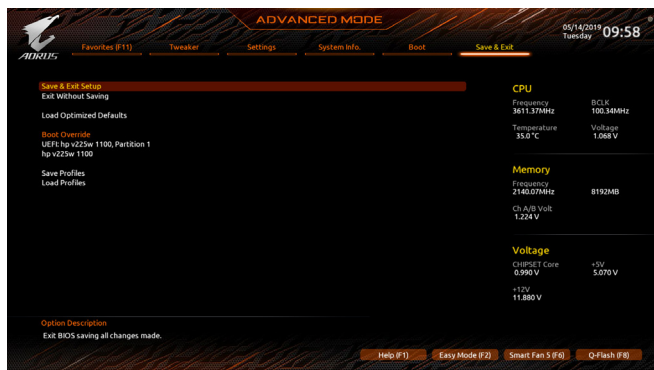 ADVANCED MODE
05/14/2019
Tuesday
09:58
AORUS
Favorites (F11) Tweaker Settings System Info. Boot Save & Exit
Save & Exit Setup
Exit Without Saving
Load Optimized Defaults
Boot Override
UEFI: hp v225w 1100, Partition 1
hp v225w 1100
Save Profiles
Load Profiles
CPU
Frequency BCLK
3611.37MHz 100.34MHz
Temperature Voltage
35.0 °C 1.068 V
Memory
Frequency
2140.07MHz 8192MB
Ch A/B Volt
1.224 V
Voltage
CHIPSET Core +5V
0.990 V 5.070 V
+12V
11.880 V
Option Description
Exit BIOS saving all changes made.
Help (F1) Easy Mode (F2) Smart Fan 5 (F6) Q-Flash (F8)